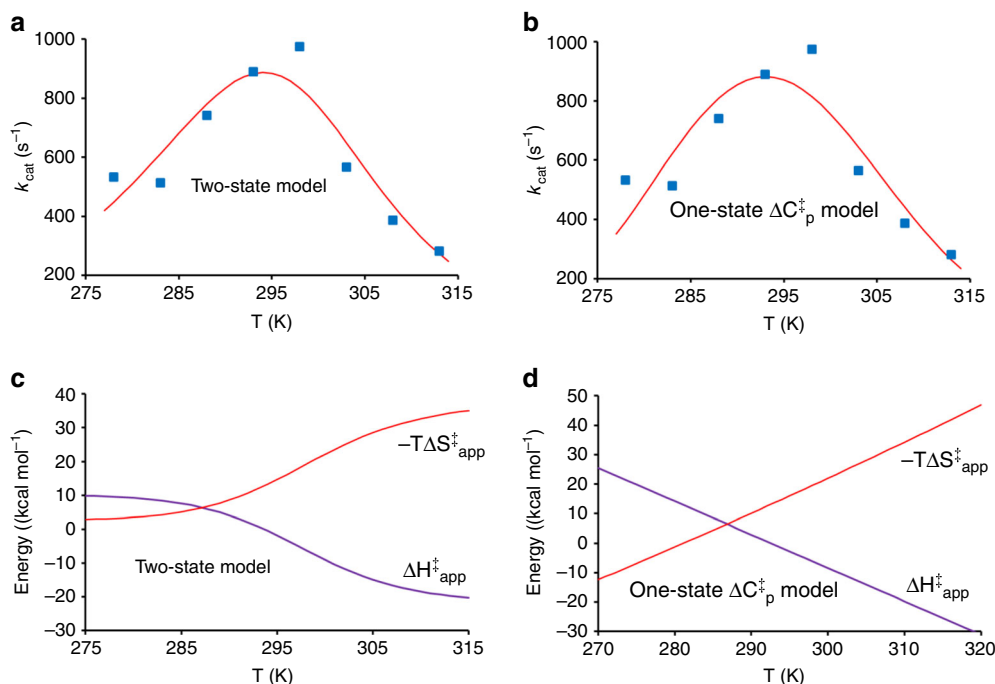 a
1000
800
600
400
200
k_cat (s⁻¹)
Two-state model
275 285 295 305 315
T (K)
b
1000
800
600
400
200
k_cat (s⁻¹)
One-state ΔC‡p model
275 285 295 305 315
T (K)
c
40
30
20
10
0
−10
−20
−30
Energy ((kcal mol⁻¹)
−TΔS‡app
Two-state model
ΔH‡app
275 285 295 305 315
T (K)
d
50
40
30
20
10
0
−10
−20
−30
Energy ((kcal mol⁻¹)
−TΔS‡app
One-state ΔC‡p model
ΔH‡app
270 280 290 300 310 320
T (K)